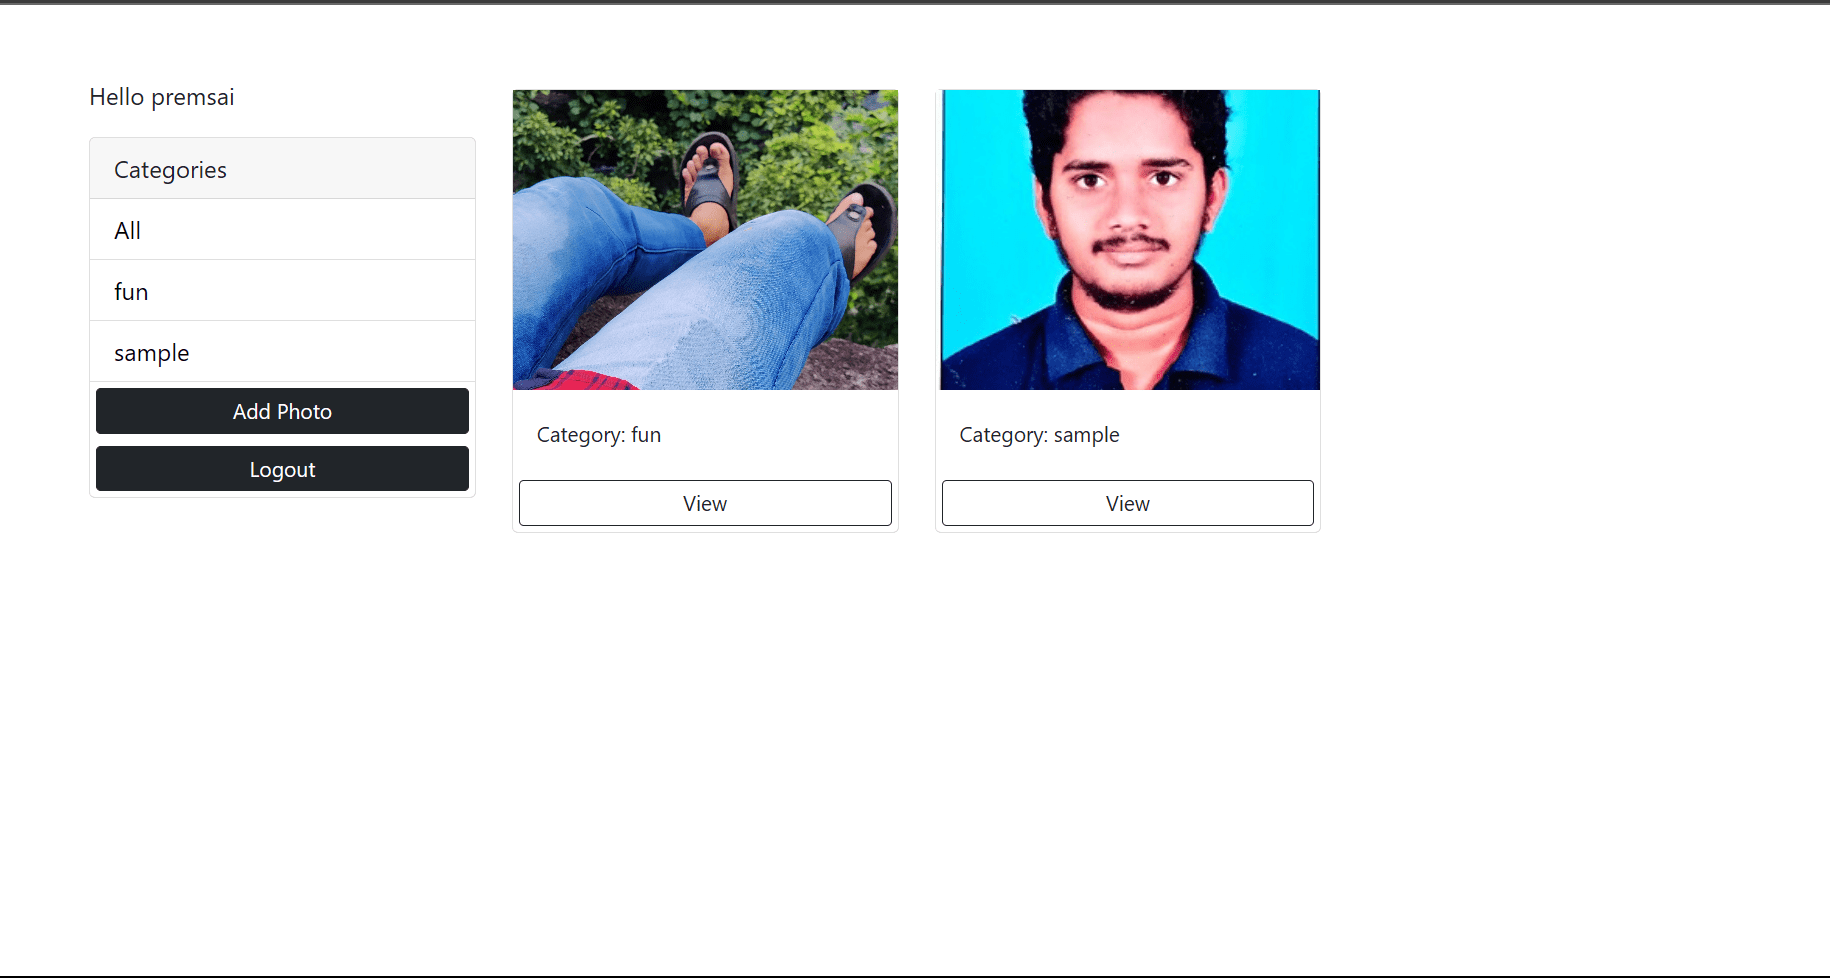 Hello premsai
Categories
All
fun
sample
Add Photo
Logout
Category: fun
View
Category: sample
View